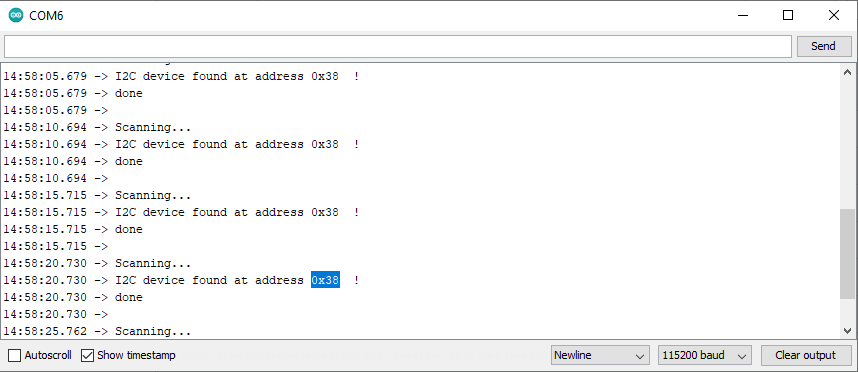 COM6
Send
14:58:05.679 -> I2C device found at address 0x38  !
14:58:05.679 -> done
14:58:05.679 ->
14:58:10.694 -> Scanning...
14:58:10.694 -> I2C device found at address 0x38  !
14:58:10.694 -> done
14:58:10.694 ->
14:58:15.715 -> Scanning...
14:58:15.715 -> I2C device found at address 0x38  !
14:58:15.715 -> done
14:58:15.715 ->
14:58:20.730 -> Scanning...
14:58:20.730 -> I2C device found at address 0x38  !
14:58:20.730 -> done
14:58:20.730 ->
14:58:25.762 -> Scanning...
Autoscroll Show timestamp Newline 115200 baud Clear output